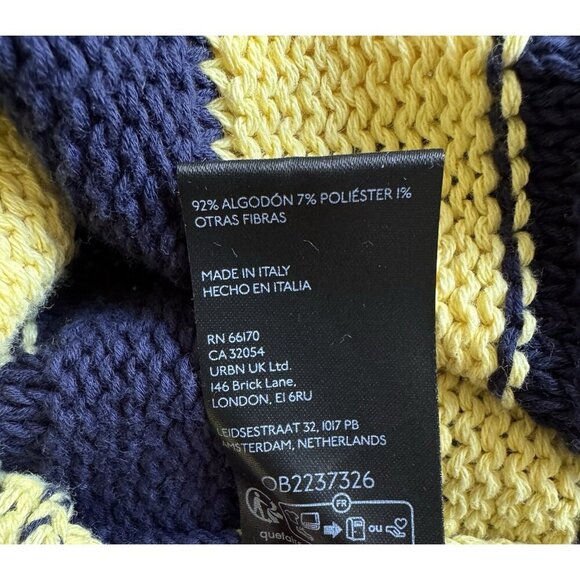 92% ALGODÓN 7% POLIÉSTER 1%
OTRAS FIBRAS
MADE IN ITALY
HECHO EN ITALIA
RN 66170
CA 32054
URBN UK Ltd.
146 Brick Lane,
LONDON, E1 6RU
LEIDSESTRAAT 32, 1017 PB
AMSTERDAM, NETHERLANDS
OB2237326
FR
ou